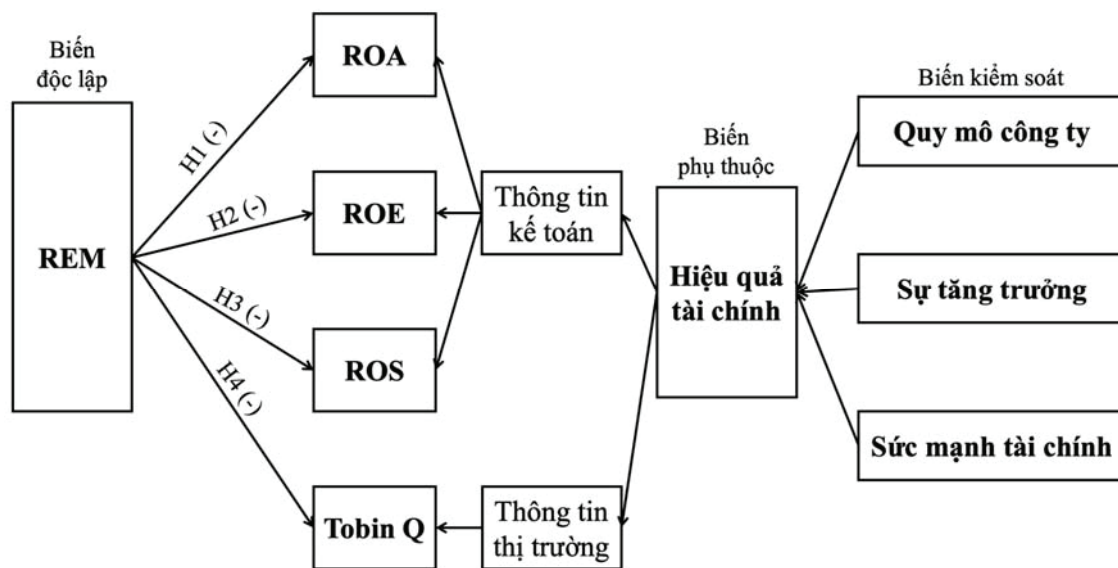 Biến
độc lập
REM
H1 (-)
H2 (-)
H3 (-)
H4 (-)
ROA
ROE
ROS
Tobin Q
Thông tin
kế toán
Thông tin
thị trường
Biến
phụ thuộc
Hiệu quả
tài chính
Biến kiểm soát
Quy mô công ty
Sự tăng trưởng
Sức mạnh tài chính